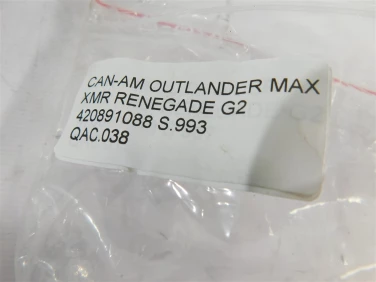 CAN-AM OUTLANDER MAX
XMR RENEGADE G2
420891088 S.993
QAC.038